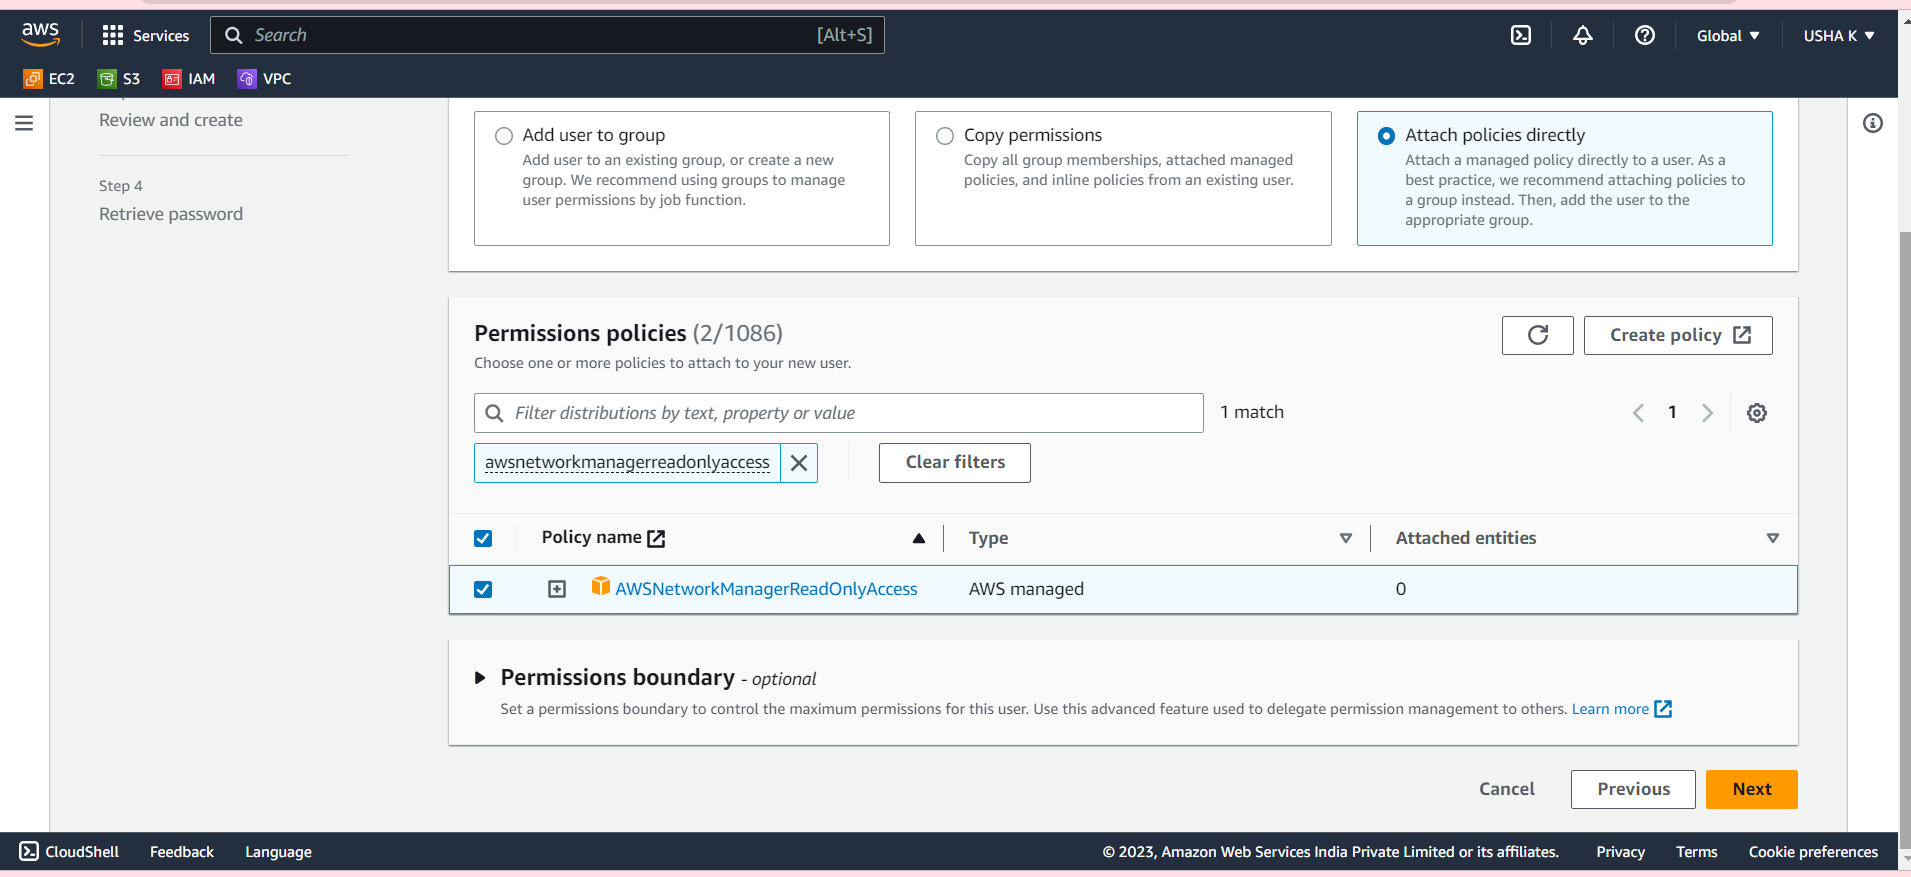 aws
Services
Search
[Alt+S]
Global
USHA K
EC2
S3
IAM
VPC
Review and create
Step 4
Retrieve password
Add user to group
Add user to an existing group, or create a new
group. We recommend using groups to manage
user permissions by job function.
Copy permissions
Copy all group memberships, attached managed
policies, and inline policies from an existing user.
Attach policies directly
Attach a managed policy directly to a user. As a
best practice, we recommend attaching policies to
a group instead. Then, add the user to the
appropriate group.
Permissions policies (2/1086)
Choose one or more policies to attach to your new user.
Create policy
Filter distributions by text, property or value
1 match
1
awsnetworkmanagerreadonlyaccess
Clear filters
Policy name
Type
Attached entities
AWSNetworkManagerReadOnlyAccess
AWS managed
0
Permissions boundary - optional
Set a permissions boundary to control the maximum permissions for this user. Use this advanced feature used to delegate permission management to others. Learn more
Cancel
Previous
Next
CloudShell
Feedback
Language
© 2023, Amazon Web Services India Private Limited or its affiliates.
Privacy
Terms
Cookie preferences